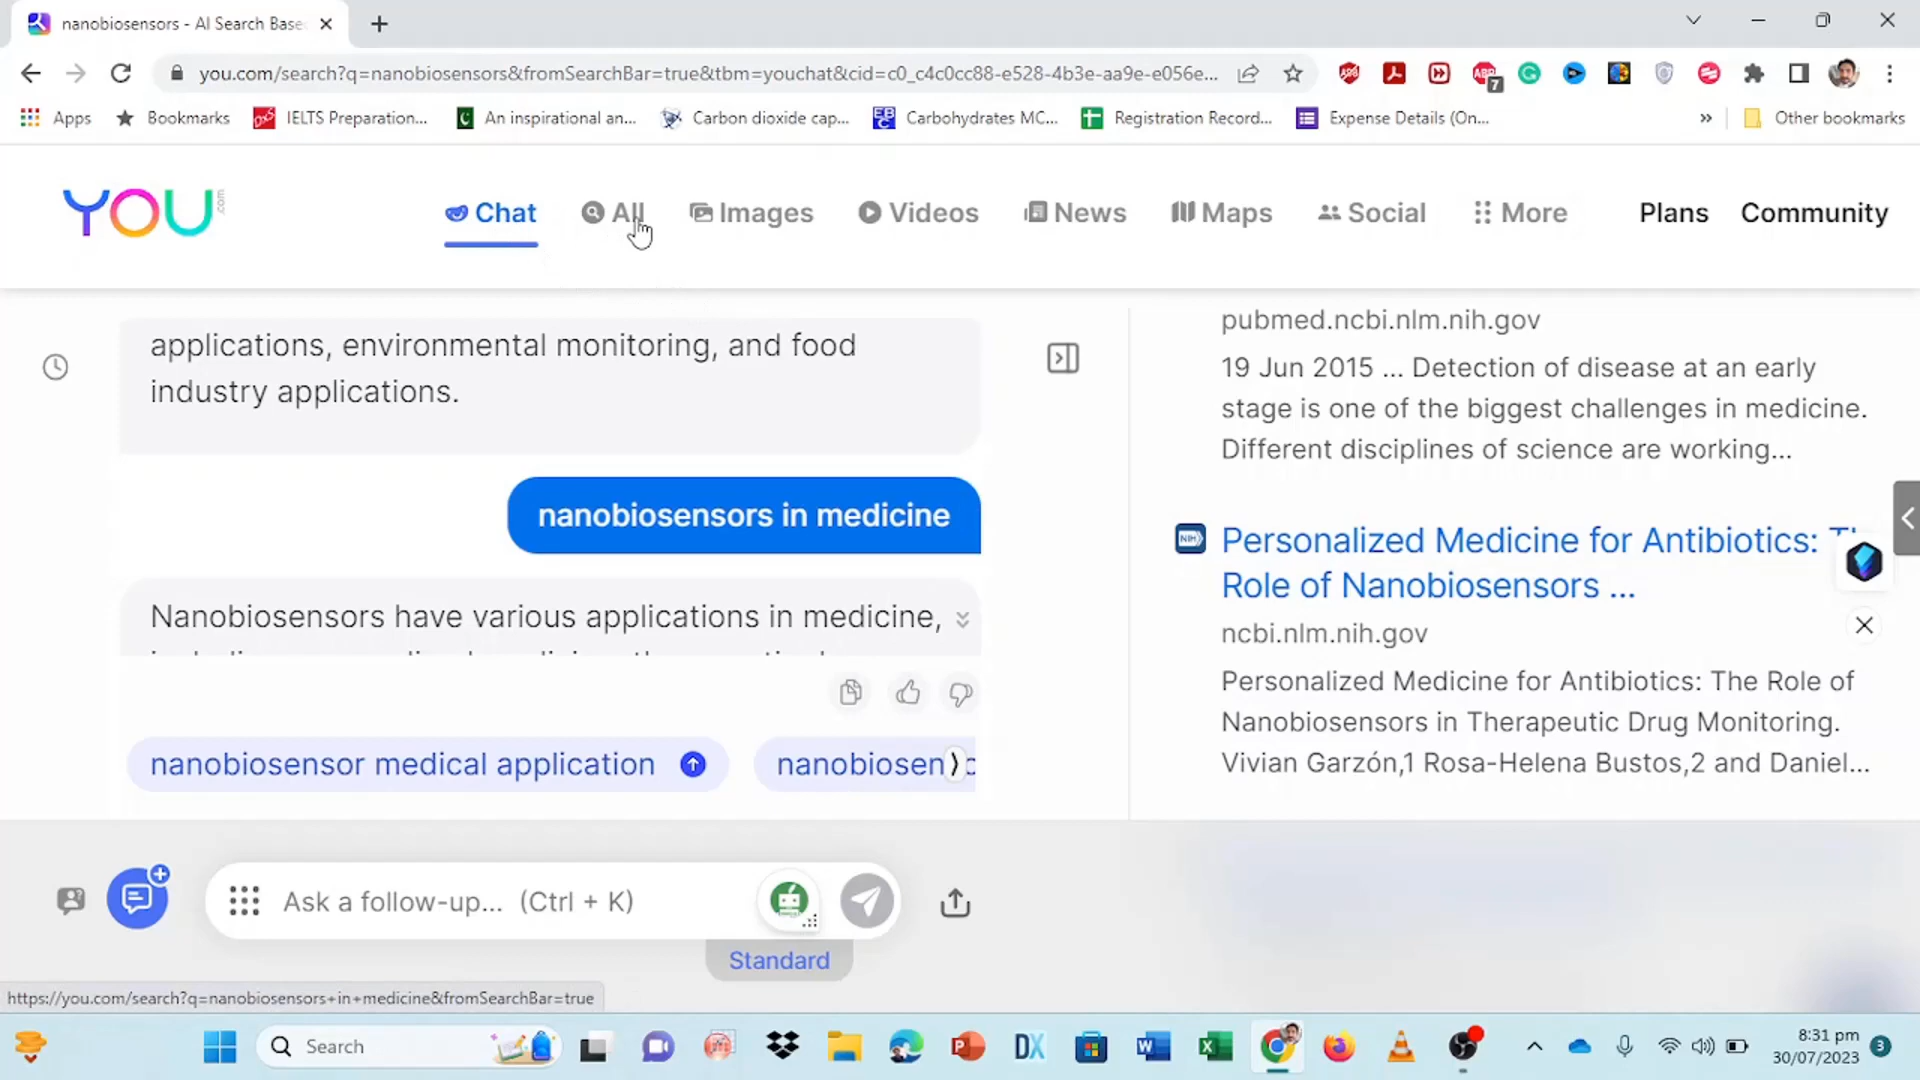 nanobiosensors - AI Search Base
you.com/search?q=nanobiosensors&fromSearchBar=true&tbm=youchat&cid=c0_c4c0cc88-e528-4b3e-aa9e-e056e...
7
Apps
Bookmarks
IELTS Preparation...
An inspirational an...
Carbon dioxide cap...
Carbohydrates MC...
Registration Record...
Expense Details (On...
»
Other bookmarks
YOU.com
Chat
All
Images
Videos
News
Maps
Social
More
Plans
Community
applications, environmental monitoring, and food
industry applications.
nanobiosensors in medicine
Nanobiosensors have various applications in medicine,
nanobiosensor medical application
nanobiosen
pubmed.ncbi.nlm.nih.gov
19 Jun 2015 ... Detection of disease at an early
stage is one of the biggest challenges in medicine.
Different disciplines of science are working...
NIH
Personalized Medicine for Antibiotics:
Role of Nanobiosensors ...
ncbi.nlm.nih.gov
Personalized Medicine for Antibiotics: The Role of
Nanobiosensors in Therapeutic Drug Monitoring.
Vivian Garzón,1 Rosa-Helena Bustos,2 and Daniel...
Ask a follow-up... (Ctrl + K)
Standard
https://you.com/search?q=nanobiosensors+in+medicine&fromSearchBar=true
Search
DX
8:31 pm
30/07/2023
3